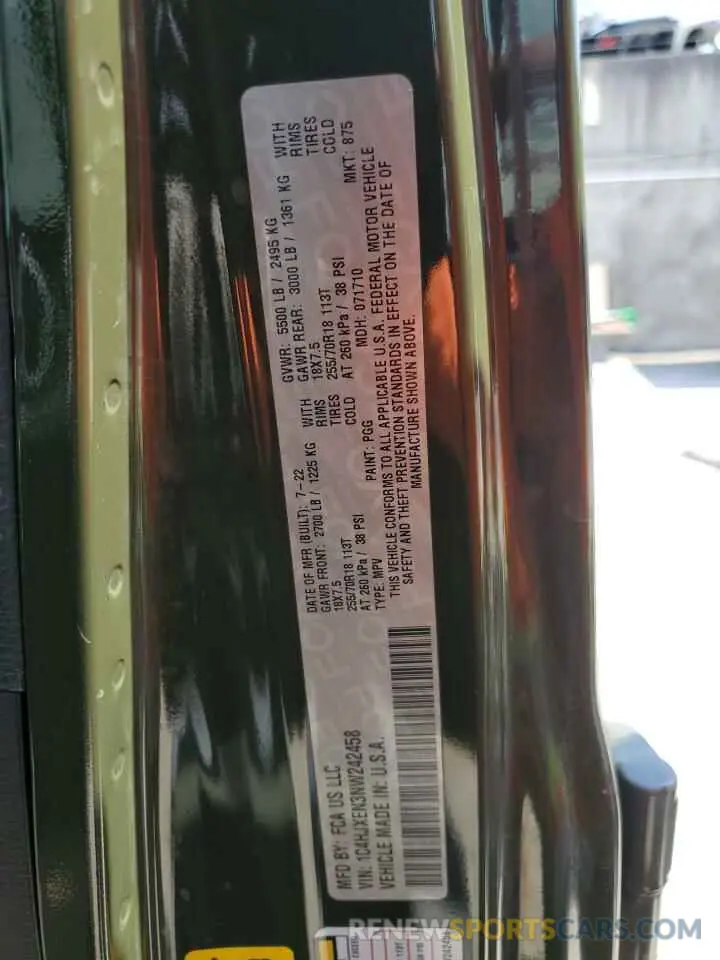 MFD BY: FCA US LLC
DATE OF MFR (BUILT): 7-22
GVWR: 5500 LB / 2495 KG
GAWR FRONT: 2700 LB / 1225 KG WITH
GAWR REAR: 3000 LB / 1361 KG WITH
18X7.5 RIMS
18X7.5 RIMS
255/70R18 113T TIRES
255/70R18 113T TIRES
AT 260 kPa / 38 PSI COLD
AT 260 kPa / 38 PSI COLD
VIN: 1C4HJXEN3NW242458
TYPE: MPV PAINT: PGG MDH: 071710 MKT: 875
VEHICLE MADE IN: U.S.A.
THIS VEHICLE CONFORMS TO ALL APPLICABLE U.S.A. FEDERAL MOTOR VEHICLE
SAFETY AND THEFT PREVENTION STANDARDS IN EFFECT ON THE DATE OF
MANUFACTURE SHOWN ABOVE.
RENEWSPORTSCARS.COM